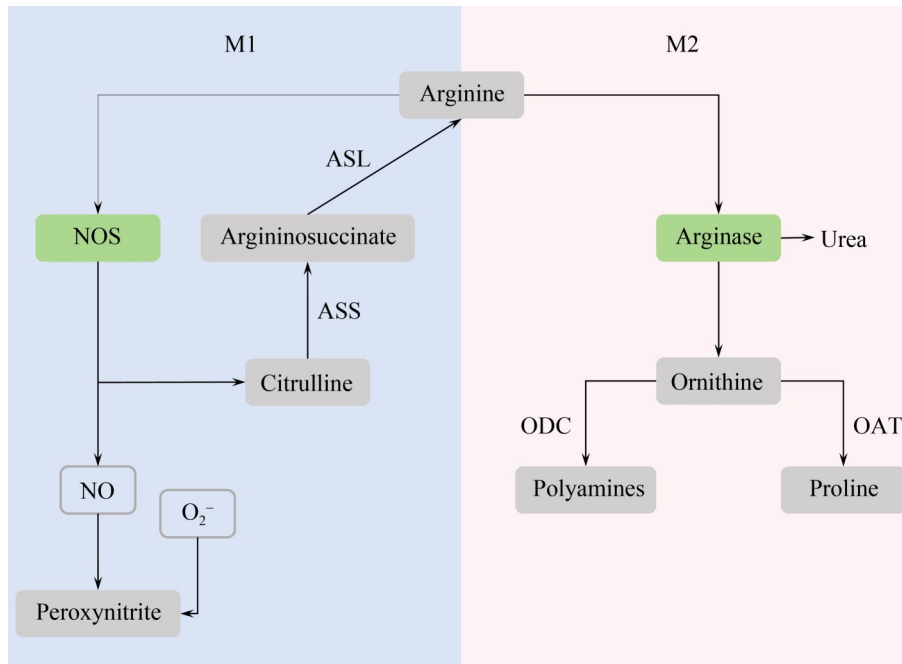 M1
M2
Arginine
ASL
NOS
Argininosuccinate
Arginase
Urea
ASS
Citrulline
Ornithine
ODC
OAT
NO
O₂⁻
Polyamines
Proline
Peroxynitrite